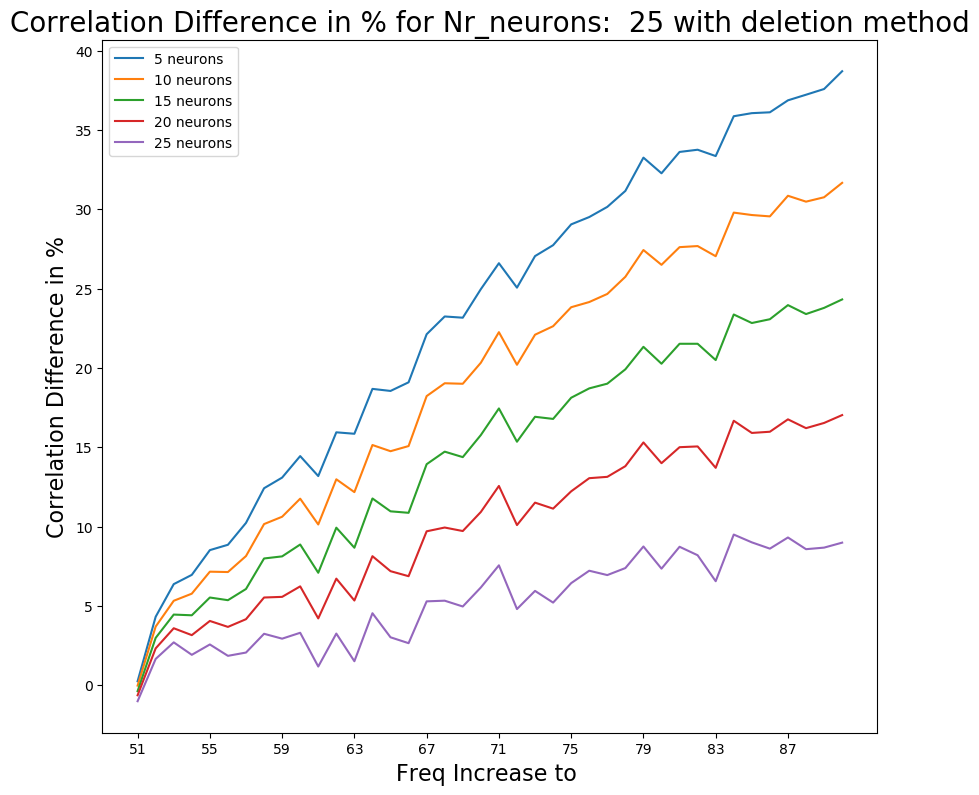 Correlation Difference in % for Nr_neurons:  25 with deletion method
40
35
30
25
20
15
10
5
0
Correlation Difference in %
5 neurons
10 neurons
15 neurons
20 neurons
25 neurons
51 55 59 63 67 71 75 79 83 87
Freq Increase to